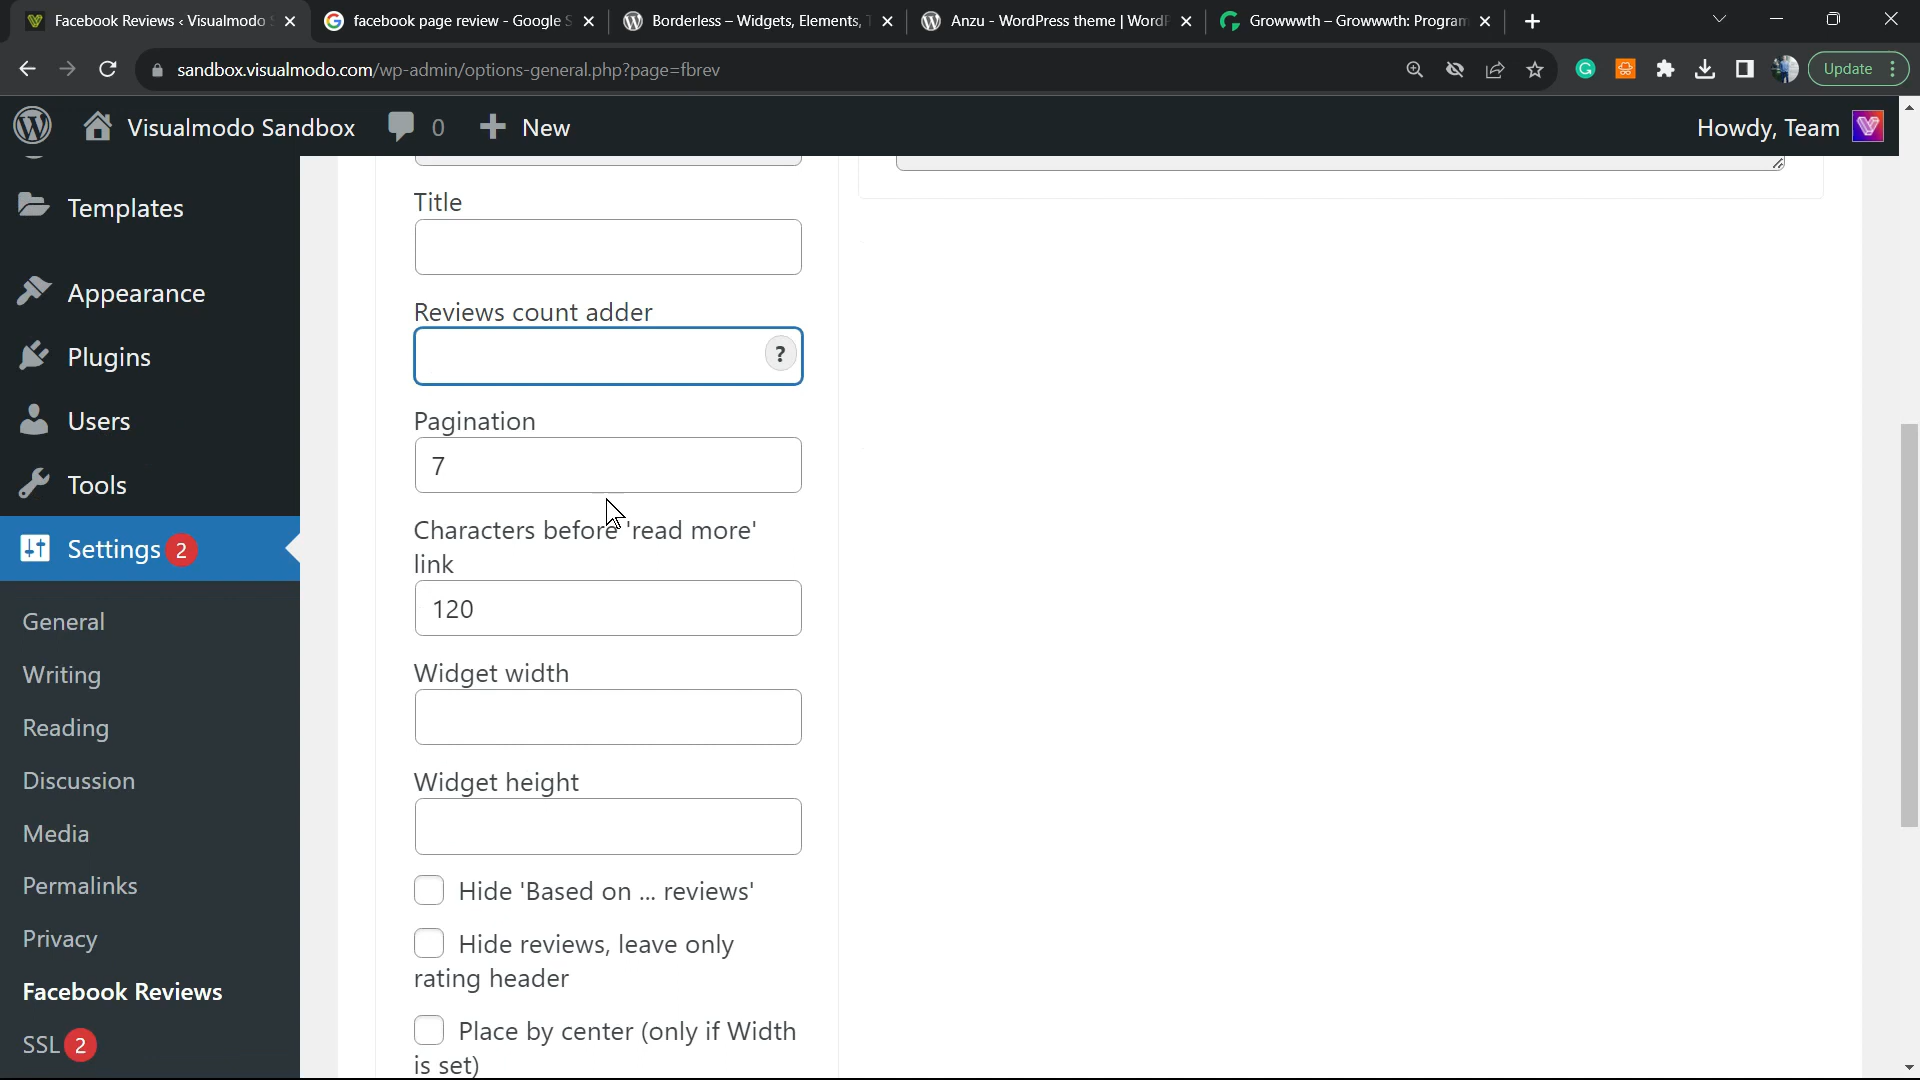 Facebook Reviews ‹ Visualmodo
facebook page review - Google S
Borderless – Widgets, Elements, T
Anzu - WordPress theme | WordP
Growwwth – Growwwth: Program
sandbox.visualmodo.com/wp-admin/options-general.php?page=fbrev
Update
Visualmodo Sandbox
0
New
Howdy, Team
Templates
Appearance
Plugins
Users
Tools
Settings 2
General
Writing
Reading
Discussion
Media
Permalinks
Privacy
Facebook Reviews
SSL 2
Title
Reviews count adder
?
Pagination
7
Characters before 'read more'
link
120
Widget width
Widget height
Hide 'Based on ... reviews'
Hide reviews, leave only
rating header
Place by center (only if Width
is set)